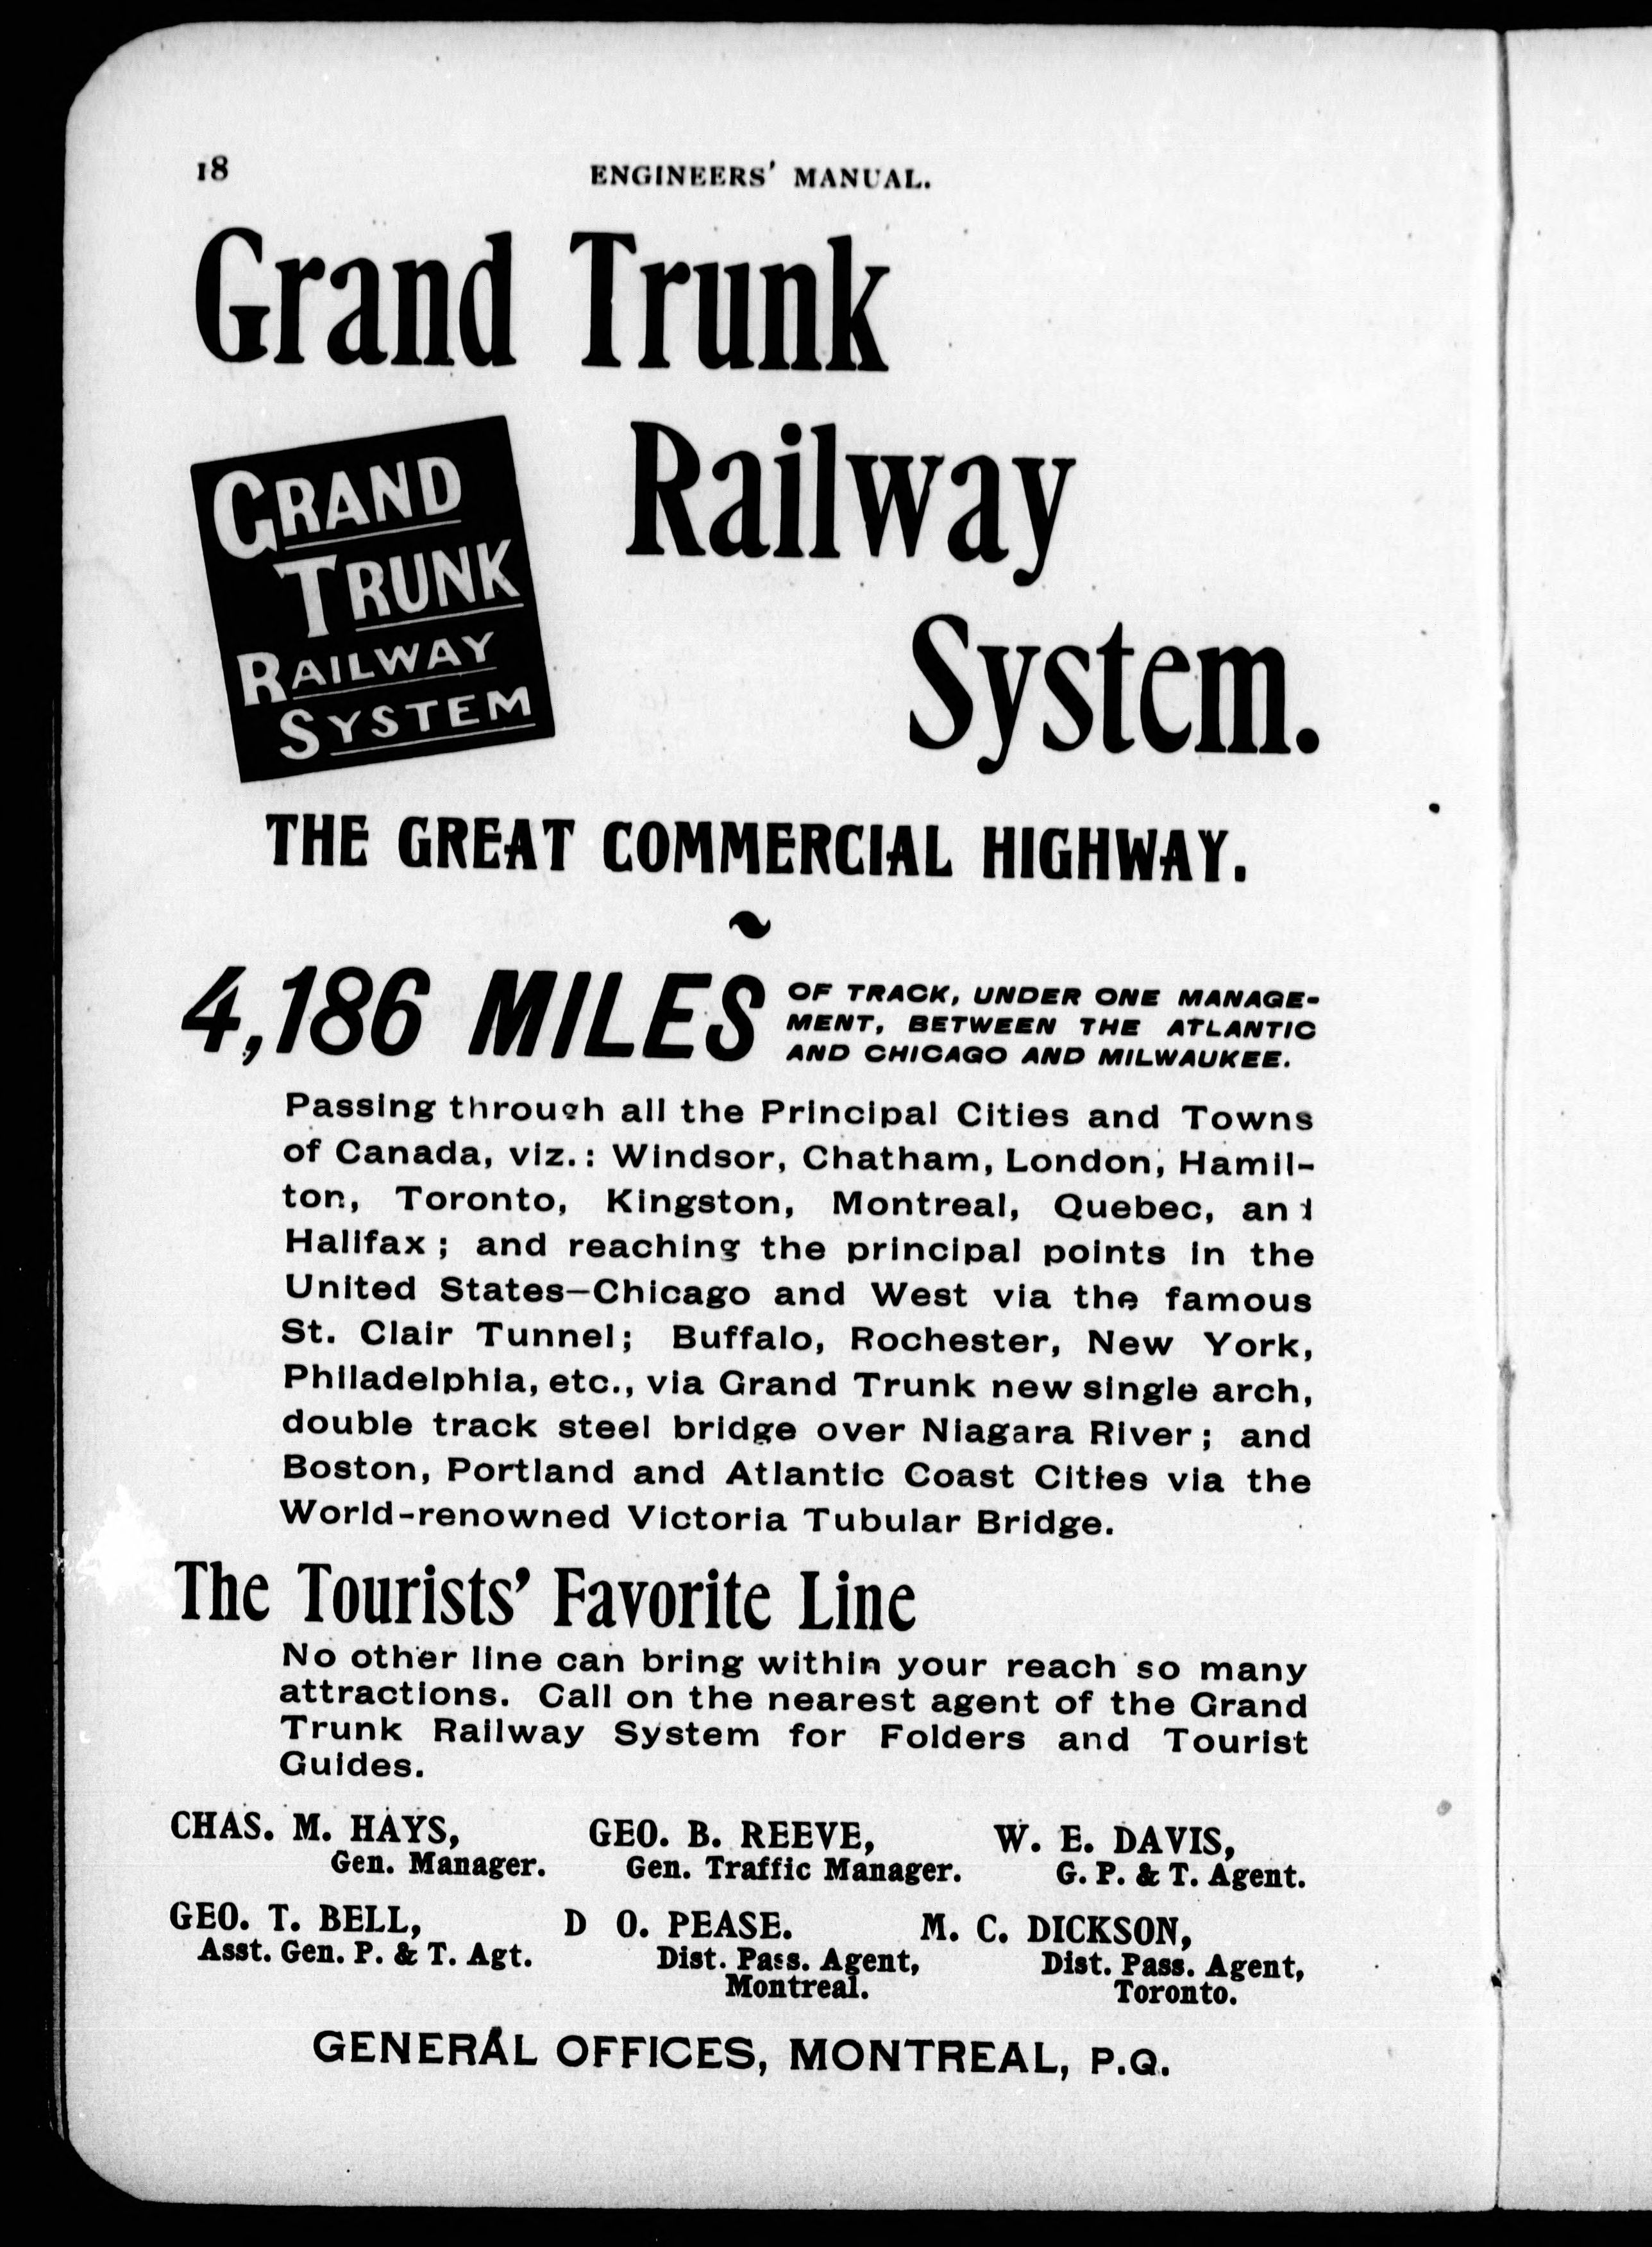 18
ENGINEERS' MANUAL.
Grand Trunk
Railway
System.
GRAND
TRUNK
RAILWAY
SYSTEM
THE GREAT COMMERCIAL HIGHWAY.
4,186 MILES
OF TRACK, UNDER ONE MANAGE-
MENT, BETWEEN THE ATLANTIC
AND CHICAGO AND MILWAUKEE.
Passing through all the Principal Cities and Towns
of Canada, viz.: Windsor, Chatham, London, Hamil-
ton, Toronto, Kingston, Montreal, Quebec, and
Halifax; and reaching the principal points in the
United States—Chicago and West via the famous
St. Clair Tunnel; Buffalo, Rochester, New York,
Philadelphia, etc., via Grand Trunk new single arch,
double track steel bridge over Niagara River; and
Boston, Portland and Atlantic Coast Cities via the
World-renowned Victoria Tubular Bridge.
The Tourists' Favorite Line
No other line can bring within your reach so many
attractions. Call on the nearest agent of the Grand
Trunk Railway System for Folders and Tourist
Guides.
CHAS. M. HAYS,
Gen. Manager.
GEO. B. REEVE,
Gen. Traffic Manager.
W. E. DAVIS,
G. P. & T. Agent.
GEO. T. BELL,
Asst. Gen. P. & T. Agt.
D O. PEASE.
Dist. Pass. Agent,
Montreal.
M. C. DICKSON,
Dist. Pass. Agent,
Toronto.
GENERAL OFFICES, MONTREAL, P.Q.